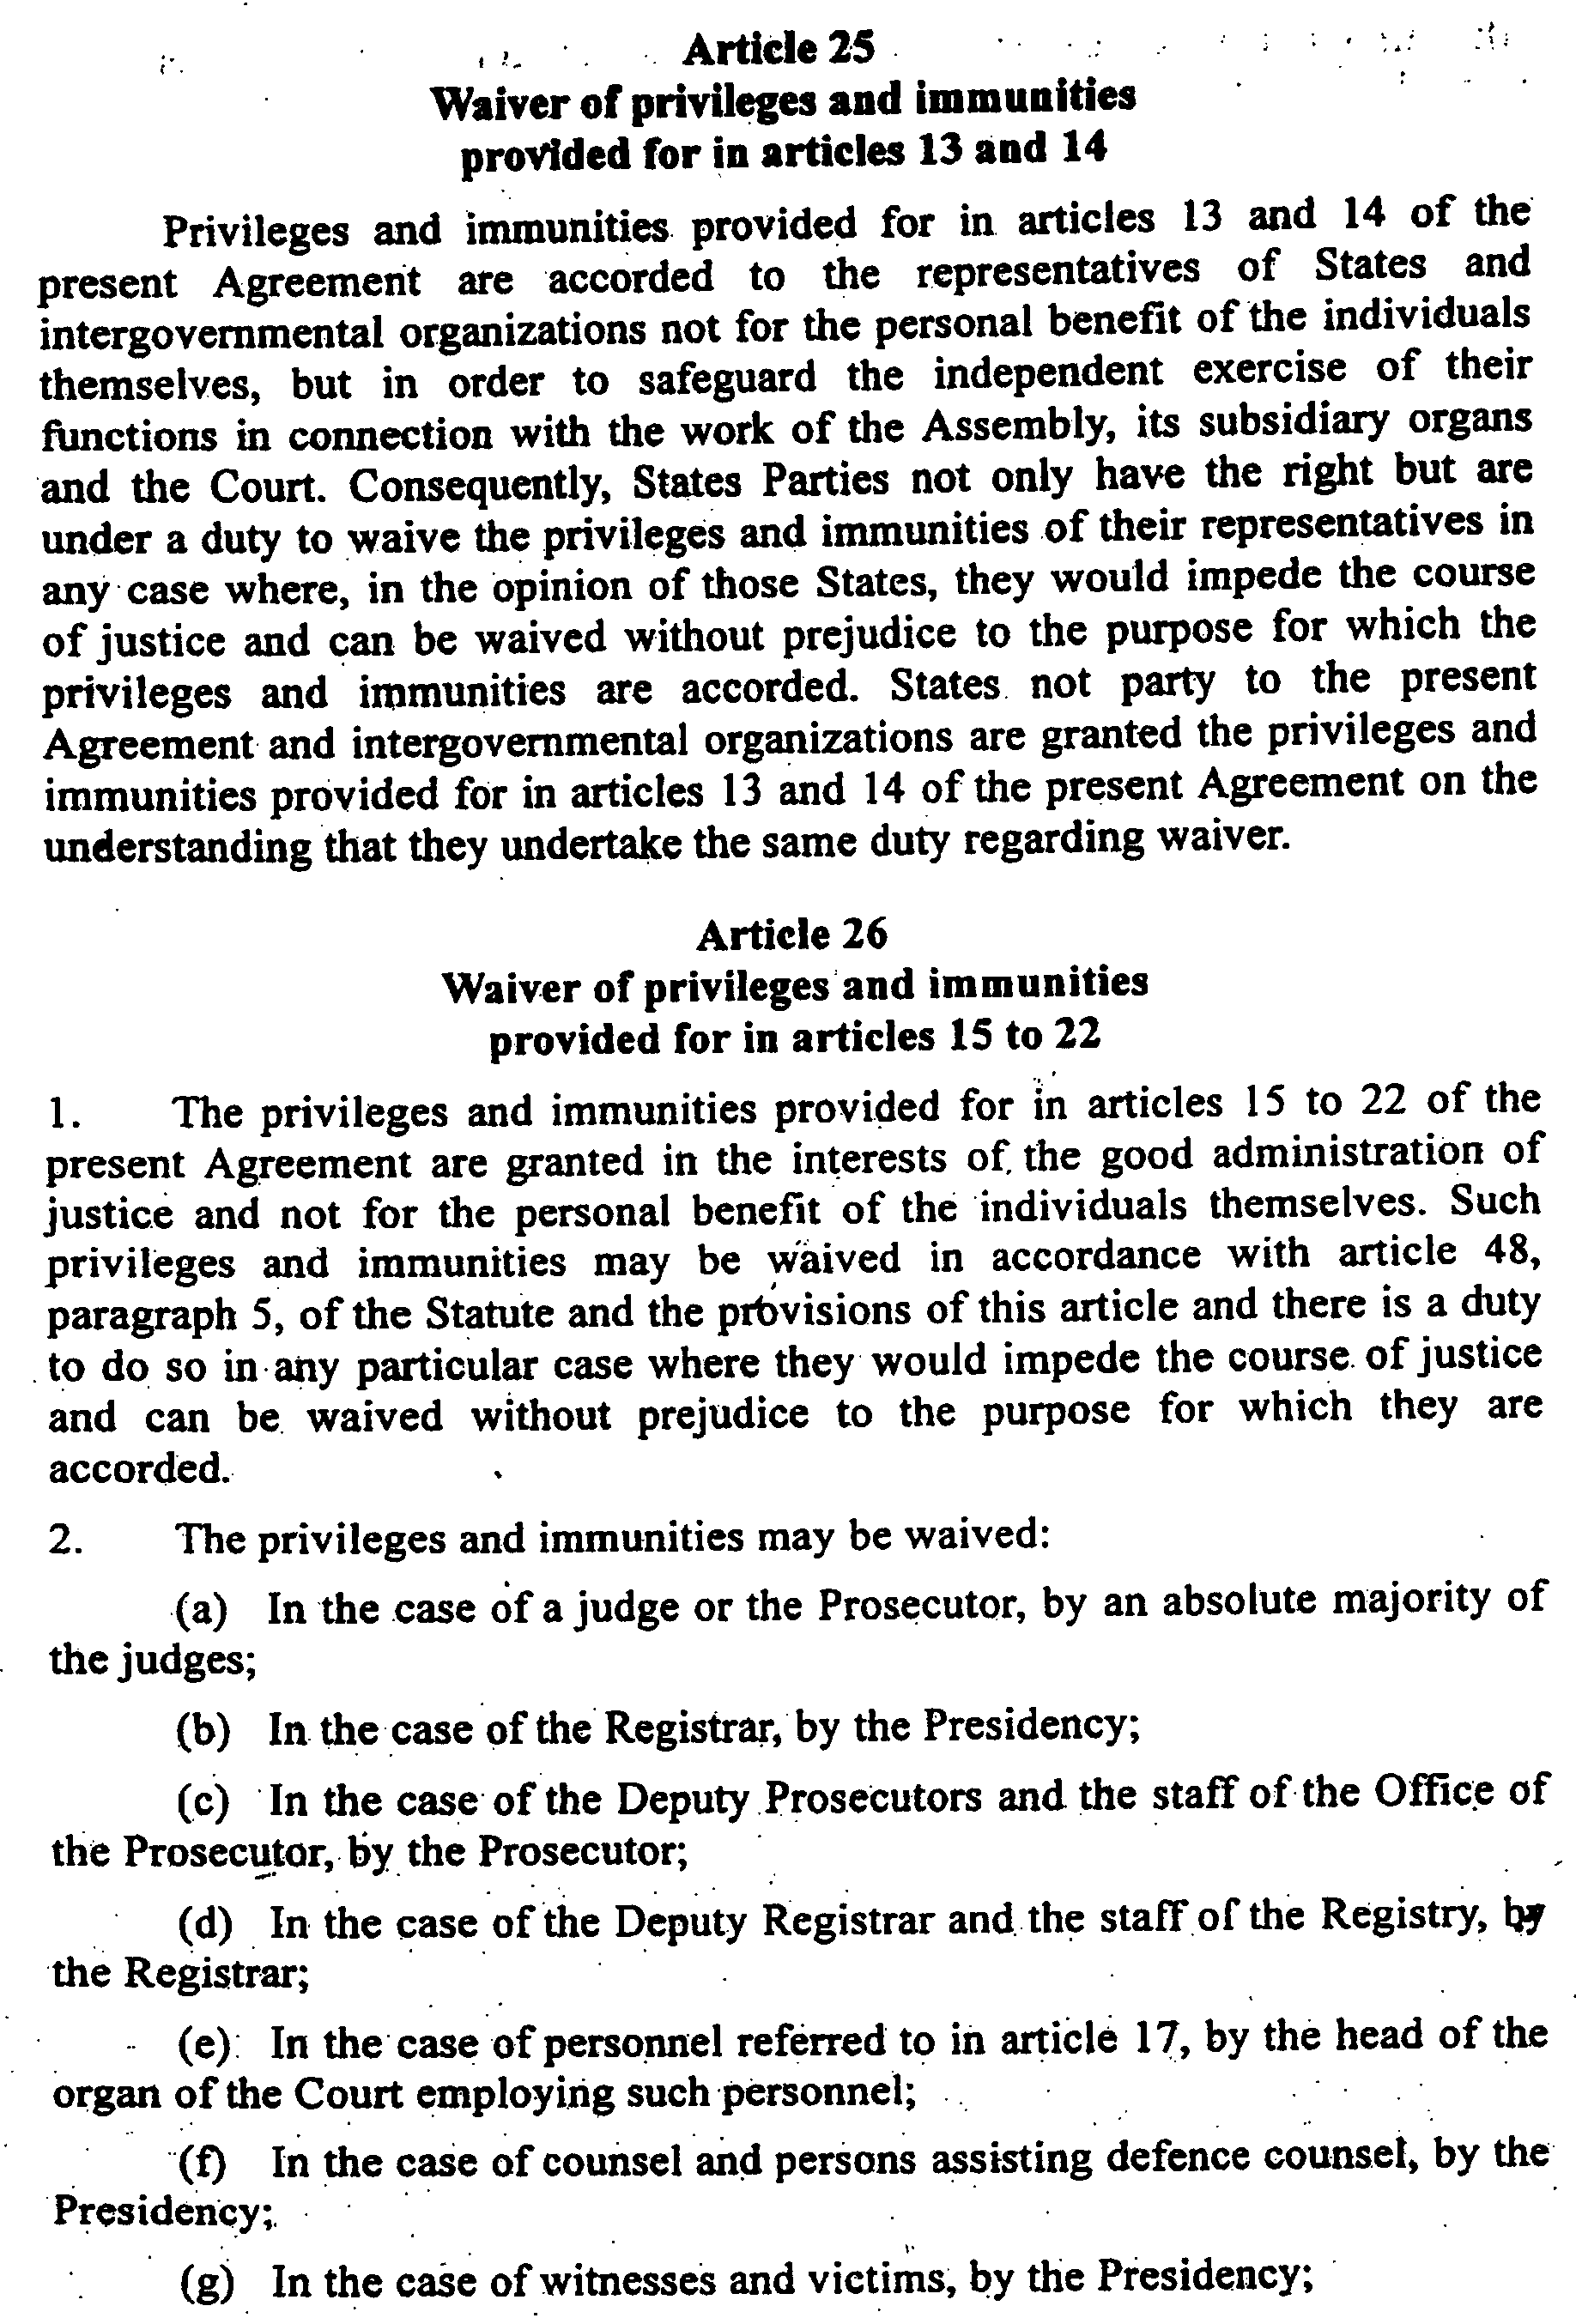 Article 25
Waiver of privileges and immunities
provided for in articles 13 and 14
Privileges and immunities provided for in articles 13 and 14 of the
present Agreement are accorded to the representatives of States and
intergovernmental organizations not for the personal benefit of the individuals
themselves, but in order to safeguard the independent exercise of their
functions in connection with the work of the Assembly, its subsidiary organs
and the Court. Consequently, States Parties not only have the right but are
under a duty to waive the privileges and immunities of their representatives in
any case where, in the opinion of those States, they would impede the course
of justice and can be waived without prejudice to the purpose for which the
privileges and immunities are accorded. States not party to the present
Agreement and intergovernmental organizations are granted the privileges and
immunities provided for in articles 13 and 14 of the present Agreement on the
understanding that they undertake the same duty regarding waiver.
Article 26
Waiver of privileges and immunities
provided for in articles 15 to 22
1. The privileges and immunities provided for in articles 15 to 22 of the
present Agreement are granted in the interests of the good administration of
justice and not for the personal benefit of the individuals themselves. Such
privileges and immunities may be waived in accordance with article 48,
paragraph 5, of the Statute and the provisions of this article and there is a duty
to do so in any particular case where they would impede the course of justice
and can be waived without prejudice to the purpose for which they are
accorded.
2. The privileges and immunities may be waived:
(a) In the case of a judge or the Prosecutor, by an absolute majority of
the judges;
(b) In the case of the Registrar, by the Presidency;
(c) In the case of the Deputy Prosecutors and the staff of the Office of
the Prosecutor, by the Prosecutor;
(d) In the case of the Deputy Registrar and the staff of the Registry, by
the Registrar;
(e) In the case of personnel referred to in article 17, by the head of the
organ of the Court employing such personnel;
(f) In the case of counsel and persons assisting defence counsel, by the
Presidency;
(g) In the case of witnesses and victims, by the Presidency;